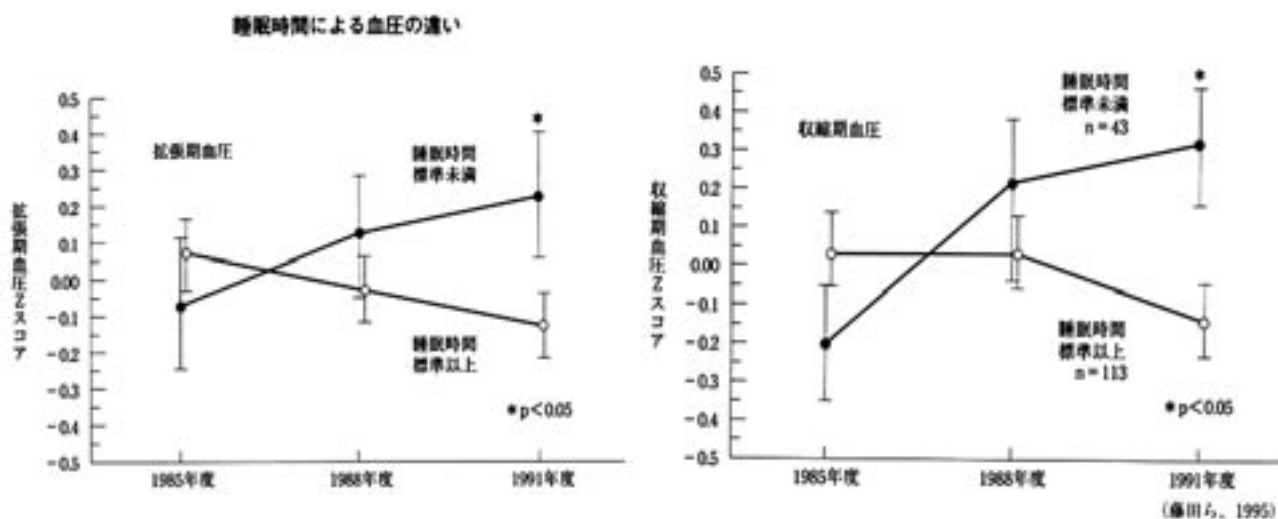 睡眠時間による血圧の違い
拡張期血圧Zスコア
0.5
0.4
0.3
0.2
0.1
0.00
-0.1
-0.2
-0.3
-0.4
-0.5
拡張期血圧
*
睡眠時間
標準未満
睡眠時間
標準以上
* p<0.05
1985年度
1988年度
1991年度
収縮期血圧Zスコア
0.5
0.4
0.3
0.2
0.1
0.00
-0.1
-0.2
-0.3
-0.4
-0.5
収縮期血圧
睡眠時間
標準未満
n=43
*
睡眠時間
標準以上
n=113
* p<0.05
1985年度
1988年度
1991年度
(藤田ら、1995)